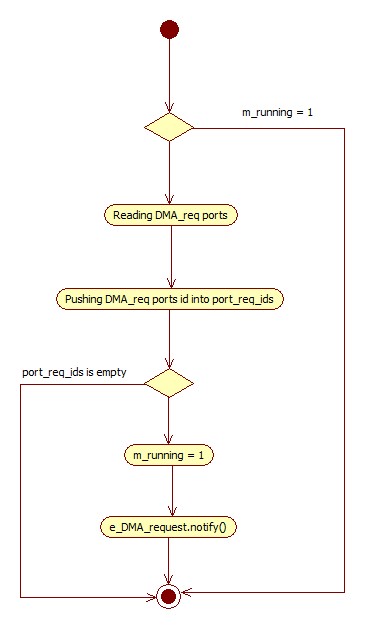 m_running = 1
Reading DMA_req ports
Pushing DMA_req ports id into port_req_ids
port_req_ids is empty
m_running = 1
e_DMA_request.notify()